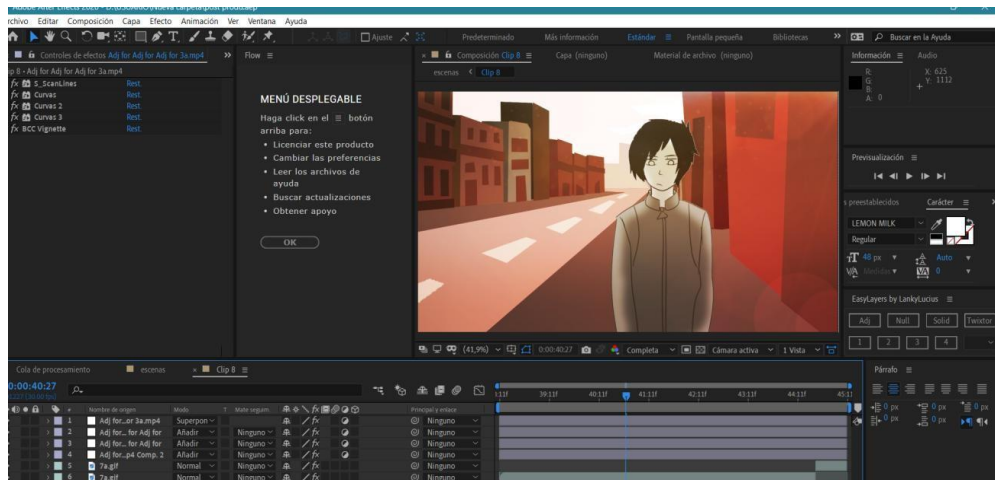 Archivo Editar Composición Capa Efecto Animación Ver Ventana Ayuda
Ajuste Predeterminado Más información Estándar Pantalla pequeña Bibliotecas Buscar en la Ayuda
Controles de efectos Adj for Adj for Adj for 3a.mp4
Clip 8 • Adj for Adj for Adj for 3a.mp4
fx S_ScanLines Rest.
fx Curvas Rest.
fx Curvas 2 Rest.
fx Curvas 3 Rest.
fx BCC Vignette Rest.
Flow
MENÚ DESPLEGABLE
Haga click en el ≡ botón
arriba para:
• Licenciar este producto
• Cambiar las preferencias
• Leer los archivos de
ayuda
• Buscar actualizaciones
• Obtener apoyo
OK
Composición Clip 8 Capa (ninguno) Material de archivo (ninguno)
escenas Clip 8
(41,9%) 0:00:40:27 Completa Cámara activa 1 Vista
Información Audio
R: X: 625
G: Y: 1112
B:
A: 0
Previsualización
s preestablecidos Carácter
LEMON MILK
Regular
48 px Auto
Medidas 0
EasyLayers by LankyLucius
Adj Null Solid Twixtor
1 2 3 4
Cola de procesamiento escenas Clip 8
0:00:40:27
Nombre de origen Modo T Mate seguim. Principal y enlace
1 Adj for...or 3a.mp4 Superpon Ninguno
2 Adj for... for Adj for Añadir Ninguno Ninguno
3 Adj for... for Adj for Añadir Ninguno Ninguno
4 Adj for...p4 Comp. 2 Añadir Ninguno Ninguno
5 7a.gif Normal Ninguno Ninguno
6 7a.gif Normal Ninguno Ninguno
39:11f 40:11f 41:11f 42:11f 43:11f 44:11f 45:11
Párrafo
0 px 0 px 0 px
0 px 0 px